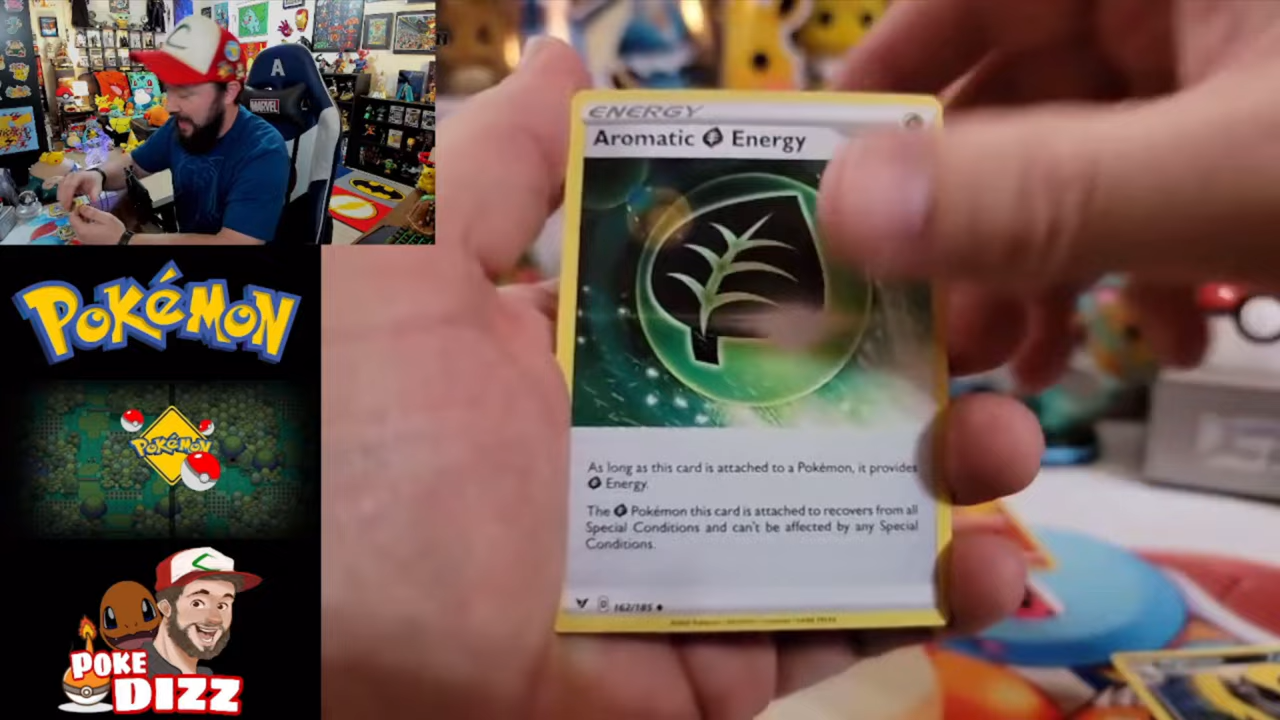 A
MARVEL
POKéMON
POKéMON
POKE
DIZZ
ENERGY
Aromatic Energy
As long as this card is attached to a Pokémon, it provides
Energy.
The Pokémon this card is attached to recovers from all
Special Conditions and can't be affected by any Special
Conditions.
D 162/185